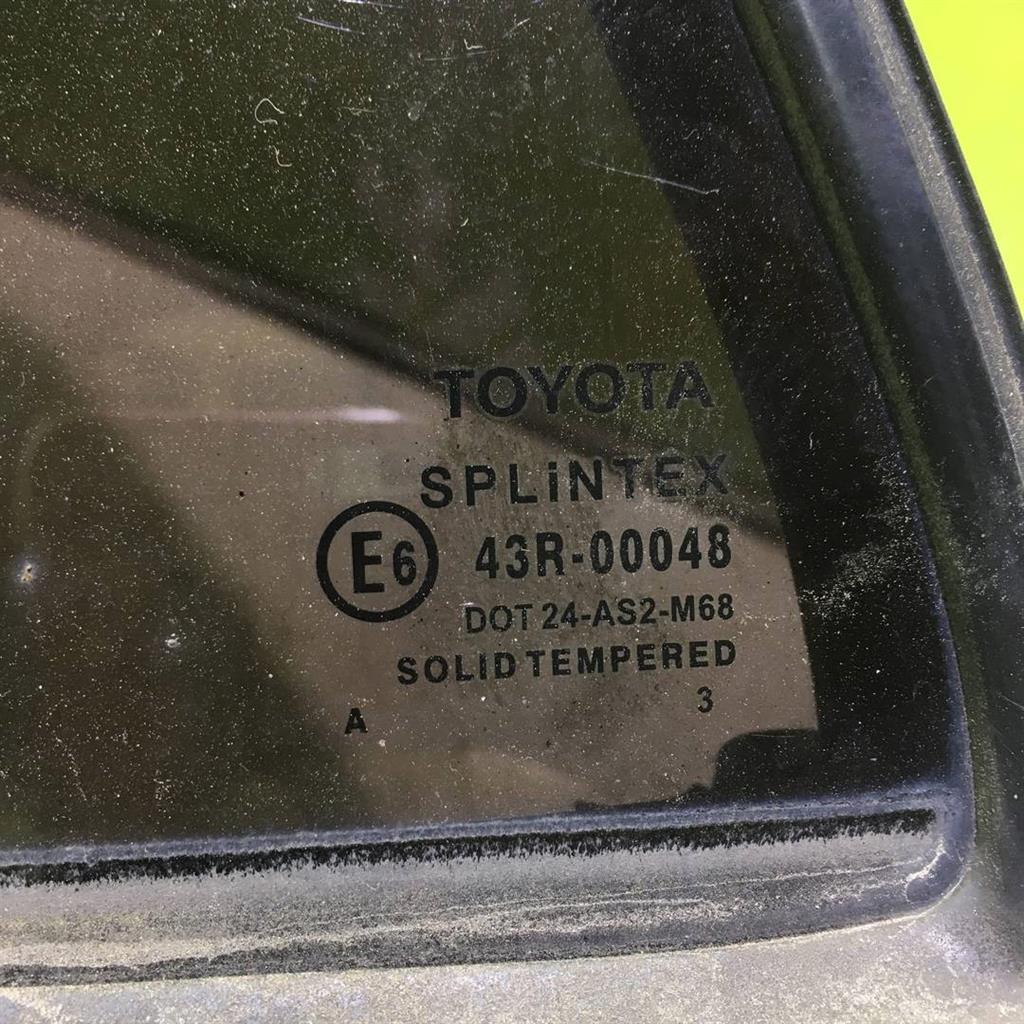 TOYOTA
SPLiNTEX
E6 43R-00048
DOT 24-AS2-M68
SOLID TEMPERED
A 3